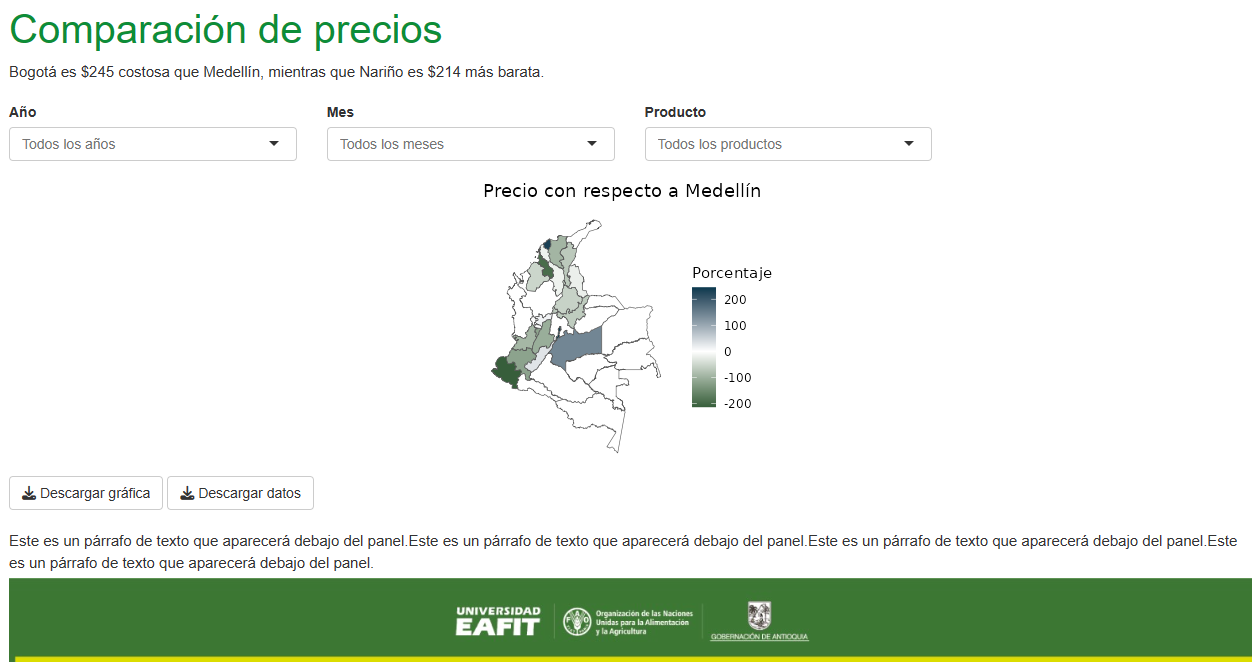 Comparación de precios
Bogotá es $245 costosa que Medellín, mientras que Nariño es $214 más barata.
Año Mes Producto
Todos los años Todos los meses Todos los productos
Precio con respecto a Medellín
Porcentaje
200
100
0
-100
-200
Descargar gráfica Descargar datos
Este es un párrafo de texto que aparecerá debajo del panel.Este es un párrafo de texto que aparecerá debajo del panel.Este es un párrafo de texto que aparecerá debajo del panel.Este
es un párrafo de texto que aparecerá debajo del panel.
UNIVERSIDAD
EAFIT
Organización de las Naciones
Unidas para la Alimentación
y la Agricultura
GOBERNACIÓN DE ANTIOQUIA